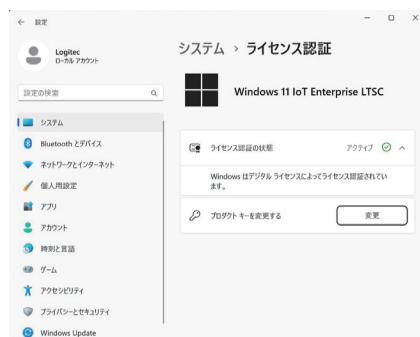 設定
Logitec
ローカル アカウント
設定の検索
システム
Bluetooth とデバイス
ネットワークとインターネット
個人用設定
アプリ
アカウント
時刻と言語
ゲーム
アクセシビリティ
プライバシーとセキュリティ
Windows Update
システム › ライセンス認証
Windows 11 IoT Enterprise LTSC
ライセンス認証の状態 アクティブ
Windows はデジタル ライセンスによってライセンス認証されてい
ます。
プロダクト キーを変更する 変更